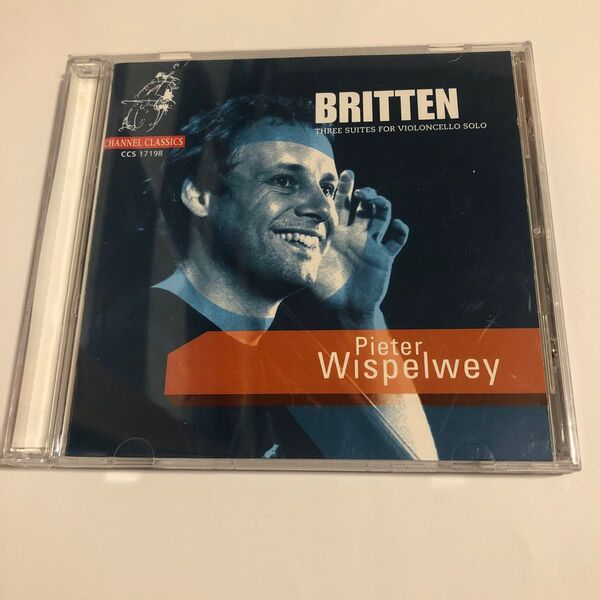 BRITTEN
THREE SUITES FOR VIOLONCELLO SOLO
CHANNEL CLASSICS
CCS 17198
Pieter
Wispelwey